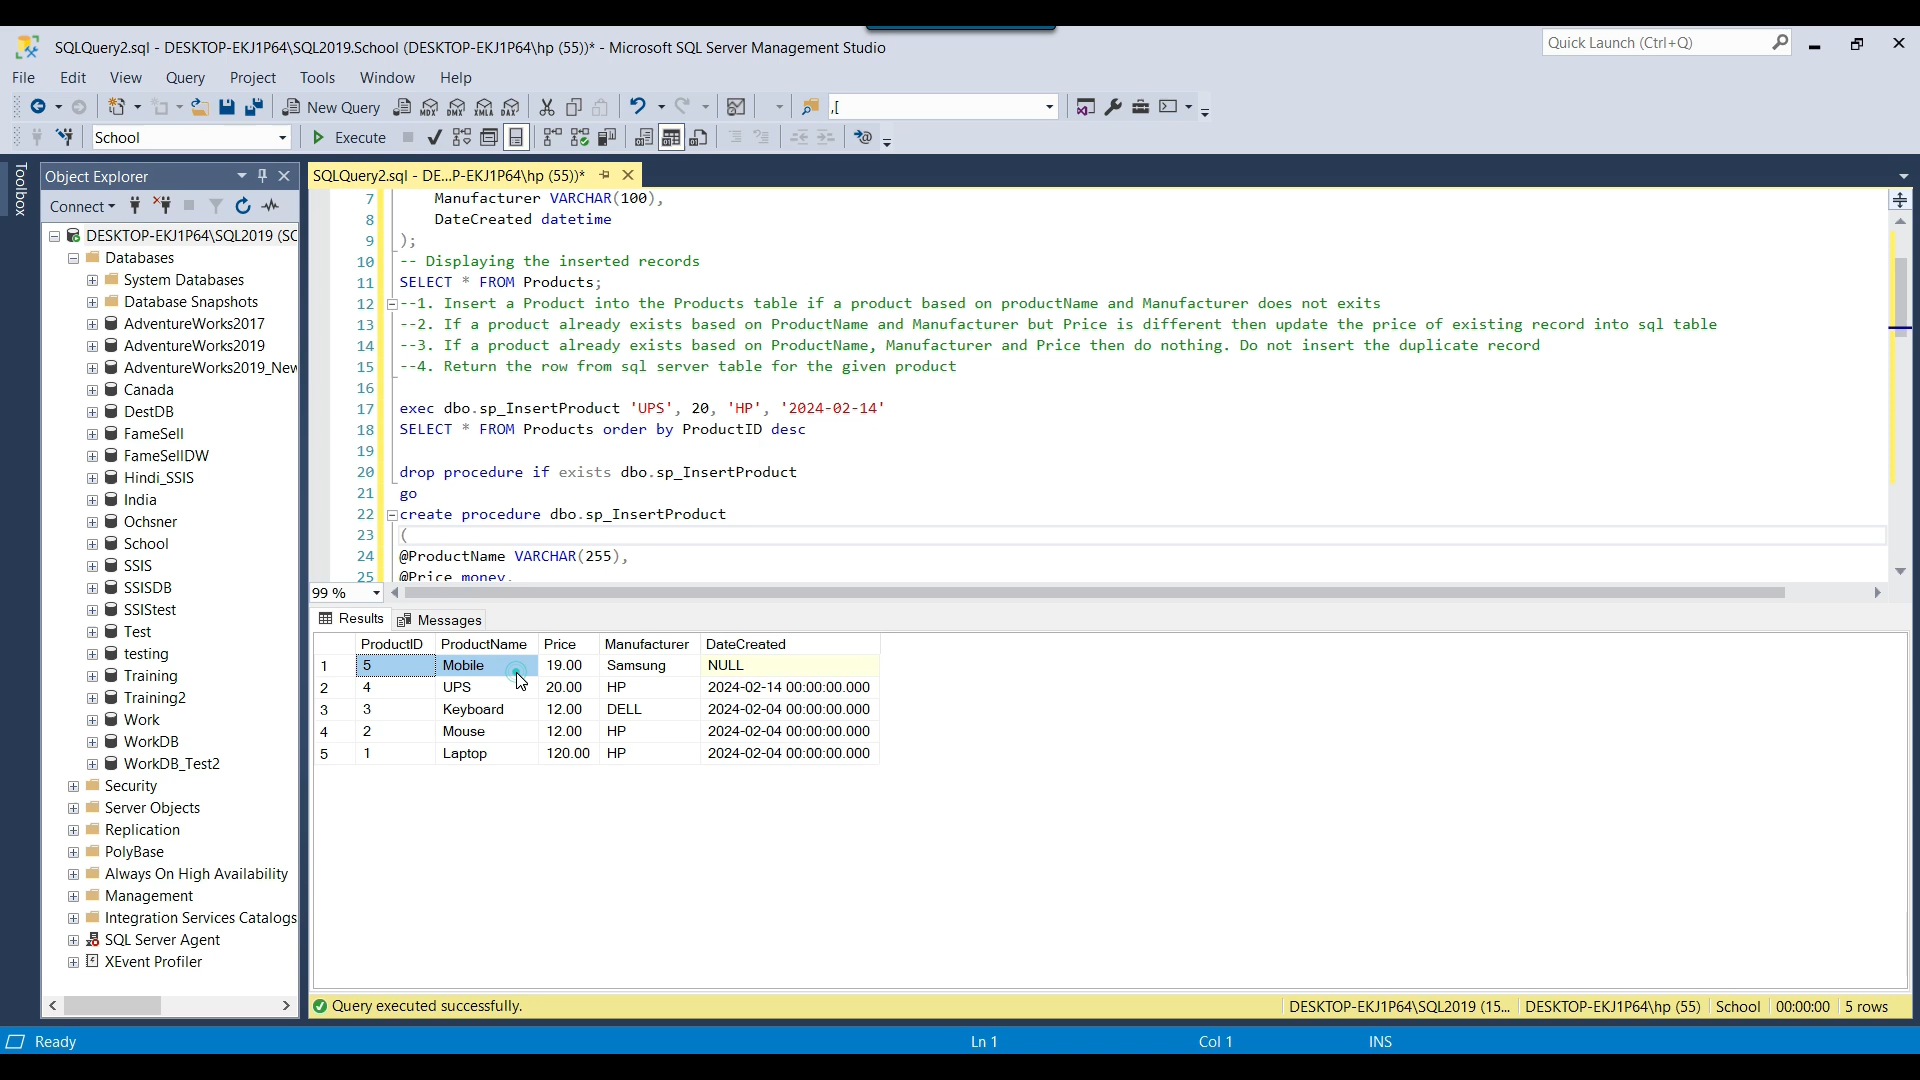 SQLQuery2.sql - DESKTOP-EKJ1P64\SQL2019.School (DESKTOP-EKJ1P64\hp (55))* - Microsoft SQL Server Management Studio
Quick Launch (Ctrl+Q)
File Edit View Query Project Tools Window Help
New Query MDX DMX XMLA DAX ,[
School Execute
Toolbox
Object Explorer
Connect
DESKTOP-EKJ1P64\SQL2019 (SC
Databases
System Databases
Database Snapshots
AdventureWorks2017
AdventureWorks2019
AdventureWorks2019_New
Canada
DestDB
FameSell
FameSellDW
Hindi_SSIS
India
Ochsner
School
SSIS
SSISDB
SSIStest
Test
testing
Training
Training2
Work
WorkDB
WorkDB_Test2
Security
Server Objects
Replication
PolyBase
Always On High Availability
Management
Integration Services Catalogs
SQL Server Agent
XEvent Profiler
SQLQuery2.sql - DE...P-EKJ1P64\hp (55))*
7 Manufacturer VARCHAR(100),
8 DateCreated datetime
9 );
10 -- Displaying the inserted records
11 SELECT * FROM Products;
12 --1. Insert a Product into the Products table if a product based on productName and Manufacturer does not exits
13 --2. If a product already exists based on ProductName and Manufacturer but Price is different then update the price of existing record into sql table
14 --3. If a product already exists based on ProductName, Manufacturer and Price then do nothing. Do not insert the duplicate record
15 --4. Return the row from sql server table for the given product
16
17 exec dbo.sp_InsertProduct 'UPS', 20, 'HP', '2024-02-14'
18 SELECT * FROM Products order by ProductID desc
19
20 drop procedure if exists dbo.sp_InsertProduct
21 go
22 create procedure dbo.sp_InsertProduct
23 (
24 @ProductName VARCHAR(255),
25 @Price money,
99 %
Results Messages
ProductID ProductName Price Manufacturer DateCreated
1 5 Mobile 19.00 Samsung NULL
2 4 UPS 20.00 HP 2024-02-14 00:00:00.000
3 3 Keyboard 12.00 DELL 2024-02-04 00:00:00.000
4 2 Mouse 12.00 HP 2024-02-04 00:00:00.000
5 1 Laptop 120.00 HP 2024-02-04 00:00:00.000
Query executed successfully. DESKTOP-EKJ1P64\SQL2019 (15... DESKTOP-EKJ1P64\hp (55) School 00:00:00 5 rows
Ready Ln 1 Col 1 INS